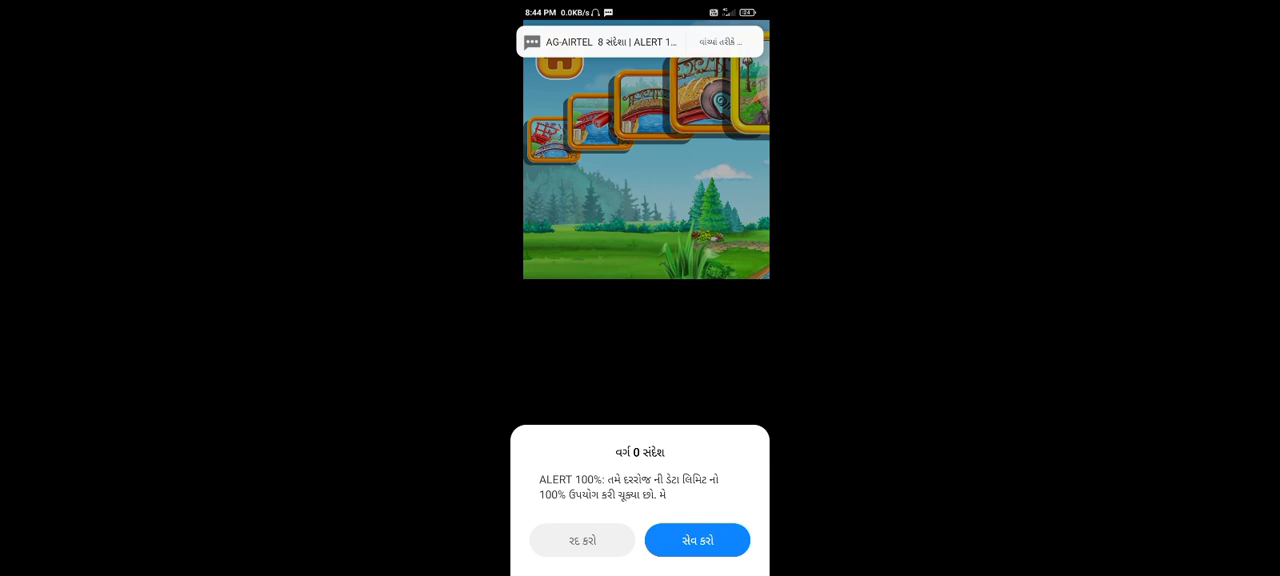 8:44 PM 0.0KB/s 24
AG-AIRTEL 8 સંદેશા | ALERT 1... વાંચ્યાં તરીકે ...
વર્ગ 0 સંદેશ
ALERT 100%: તમે દરરોજ ની ડેટા લિમિટ નો
100% ઉપયોગ કરી ચૂક્યા છો. મે
રદ કરો સેવ કરો